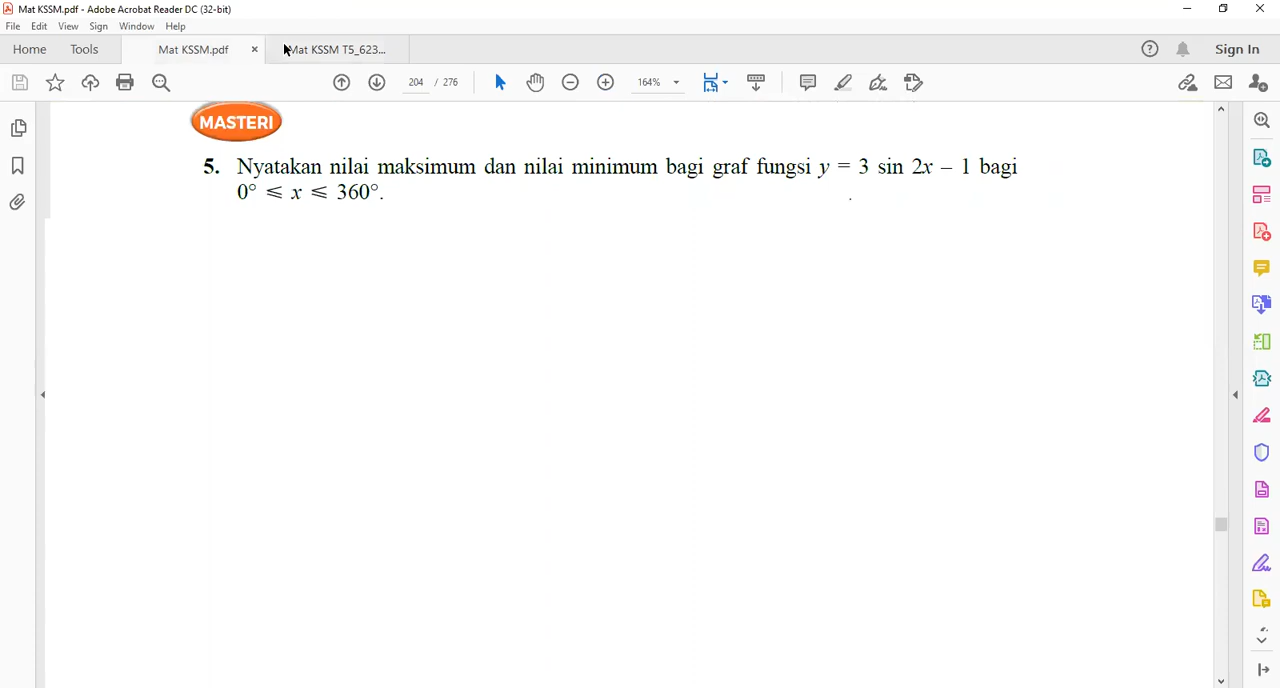 Mat KSSM.pdf - Adobe Acrobat Reader DC (32-bit)
File Edit View Sign Window Help
Home Tools Mat KSSM.pdf × Mat KSSM T5_623... Sign In
204 / 276 164%
MASTERI
5. Nyatakan nilai maksimum dan nilai minimum bagi graf fungsi y = 3 sin 2x – 1 bagi
0° ⩽ x ⩽ 360°.